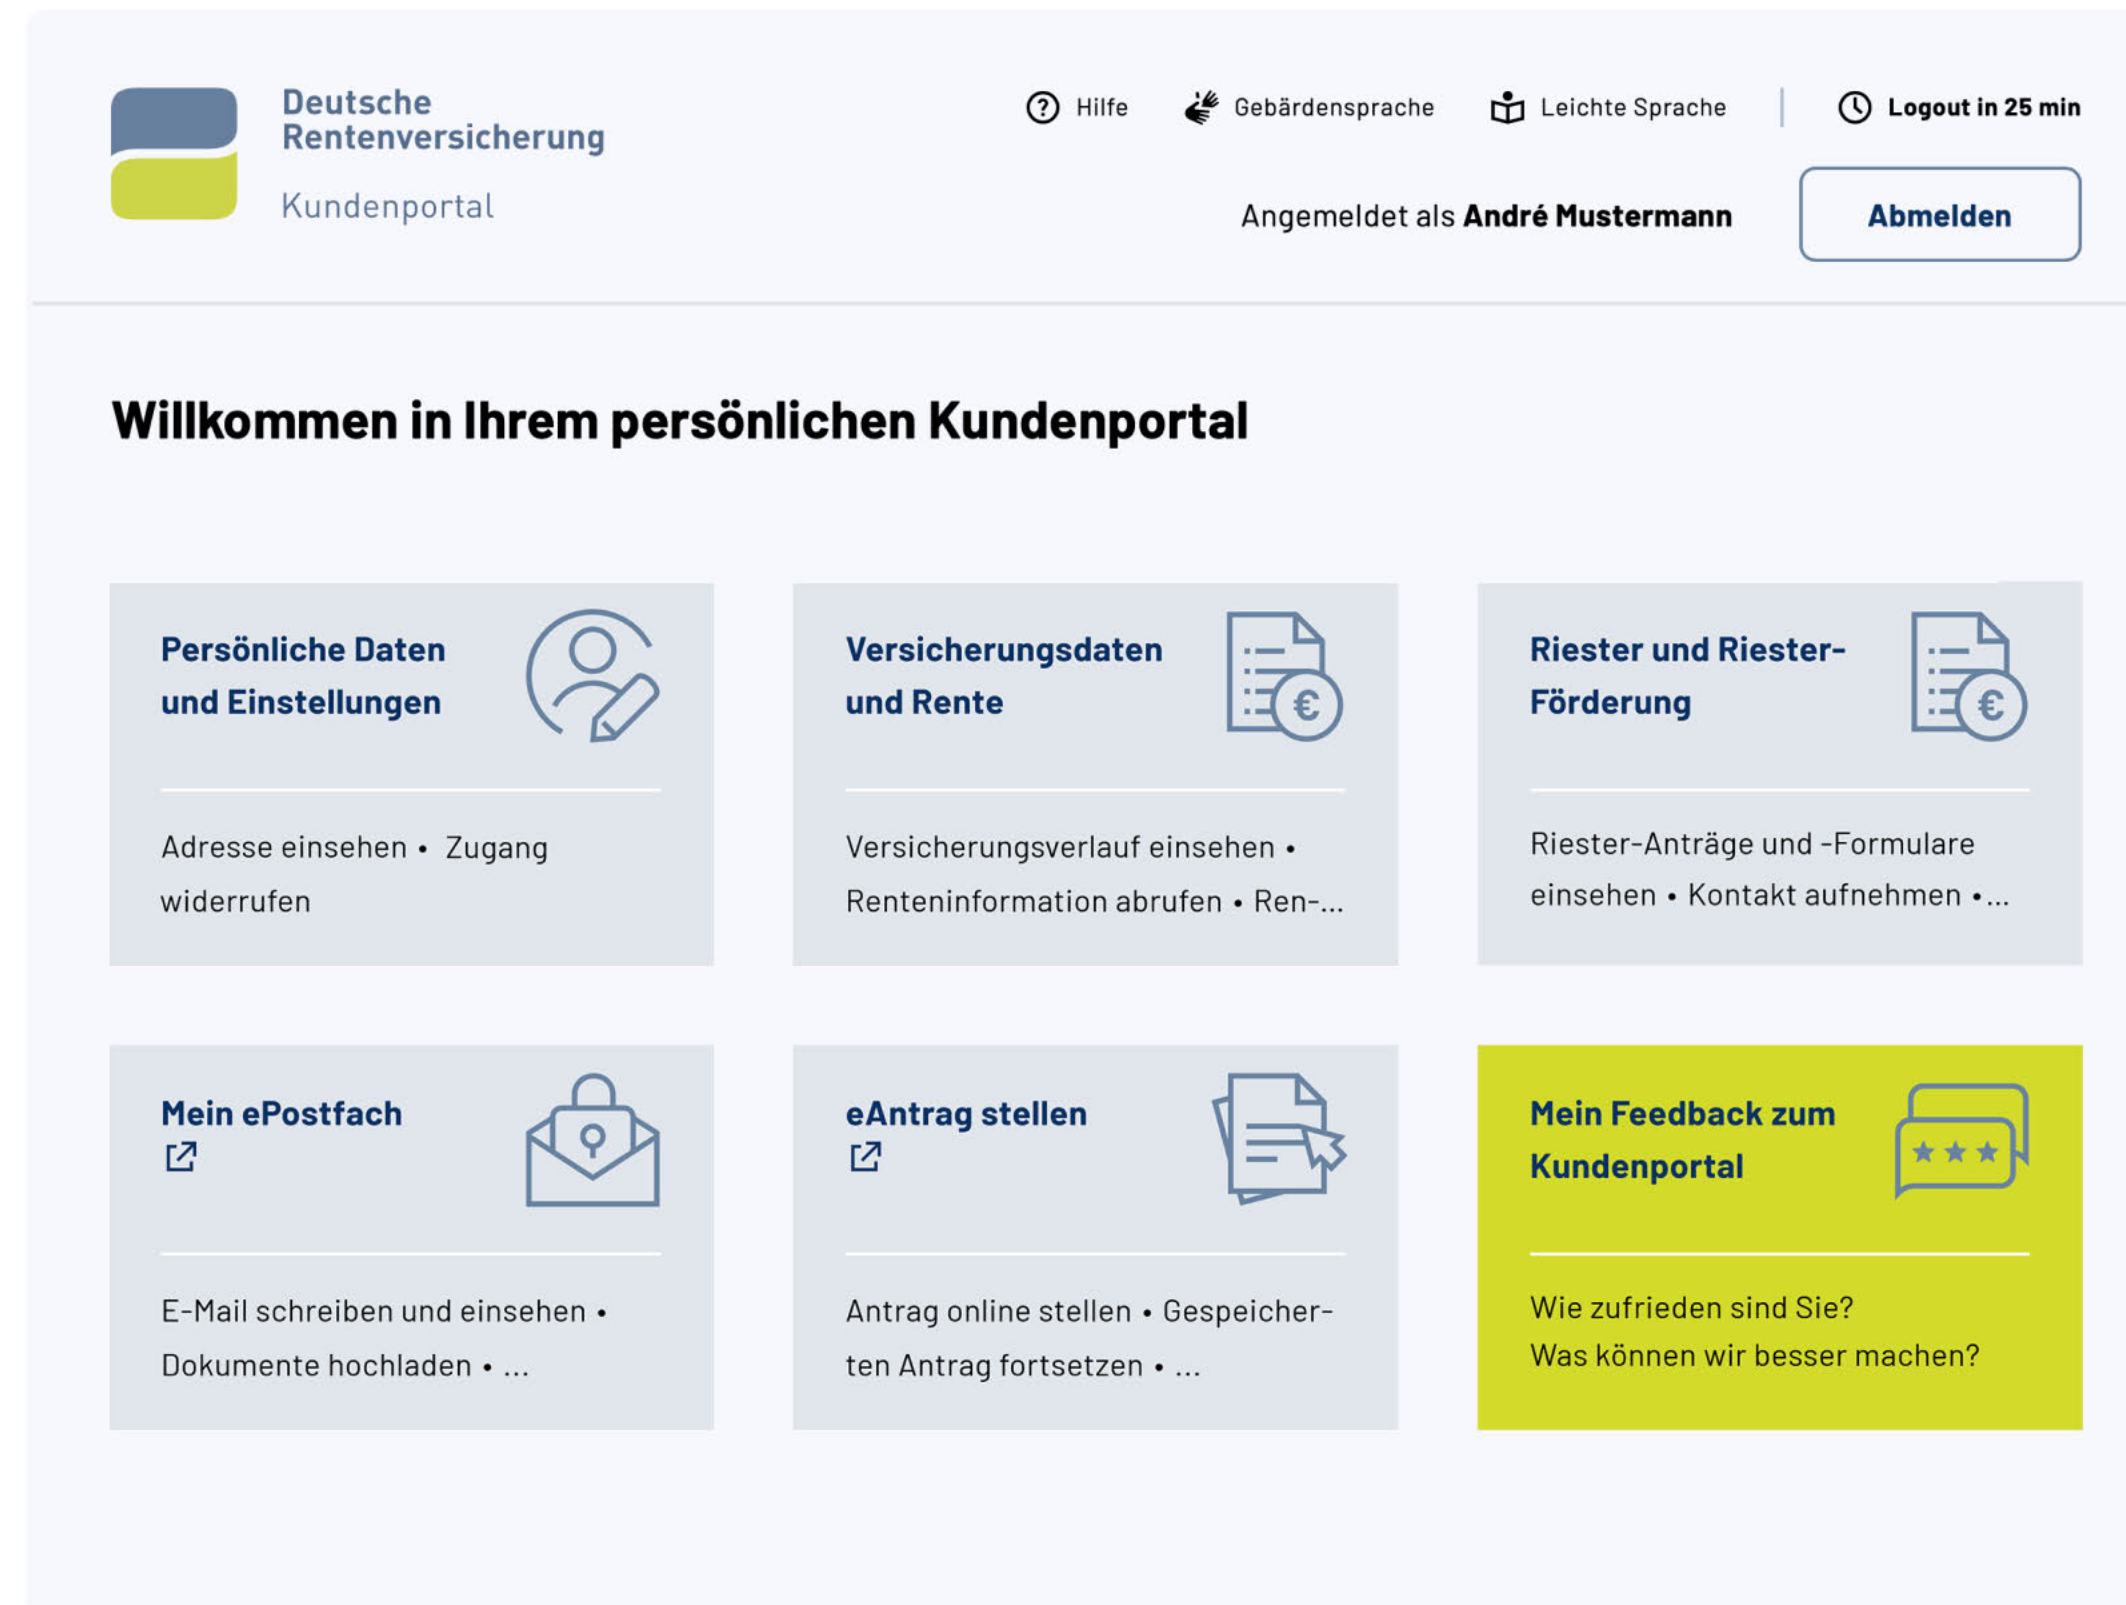 Deutsche
Rentenversicherung
Kundenportal
Hilfe
Gebärdensprache
Leichte Sprache
Logout in 25 min
Angemeldet als André Mustermann
Abmelden
Willkommen in Ihrem persönlichen Kundenportal
Persönliche Daten
und Einstellungen
Adresse einsehen • Zugang
widerrufen
Versicherungsdaten
und Rente
€
Versicherungsverlauf einsehen •
Renteninformation abrufen • Ren-...
Riester und Riester-
Förderung
€
Riester-Anträge und -Formulare
einsehen • Kontakt aufnehmen •...
Mein ePostfach
E-Mail schreiben und einsehen •
Dokumente hochladen • ...
eAntrag stellen
Antrag online stellen • Gespeicher-
ten Antrag fortsetzen • ...
Mein Feedback zum
Kundenportal
Wie zufrieden sind Sie?
Was können wir besser machen?